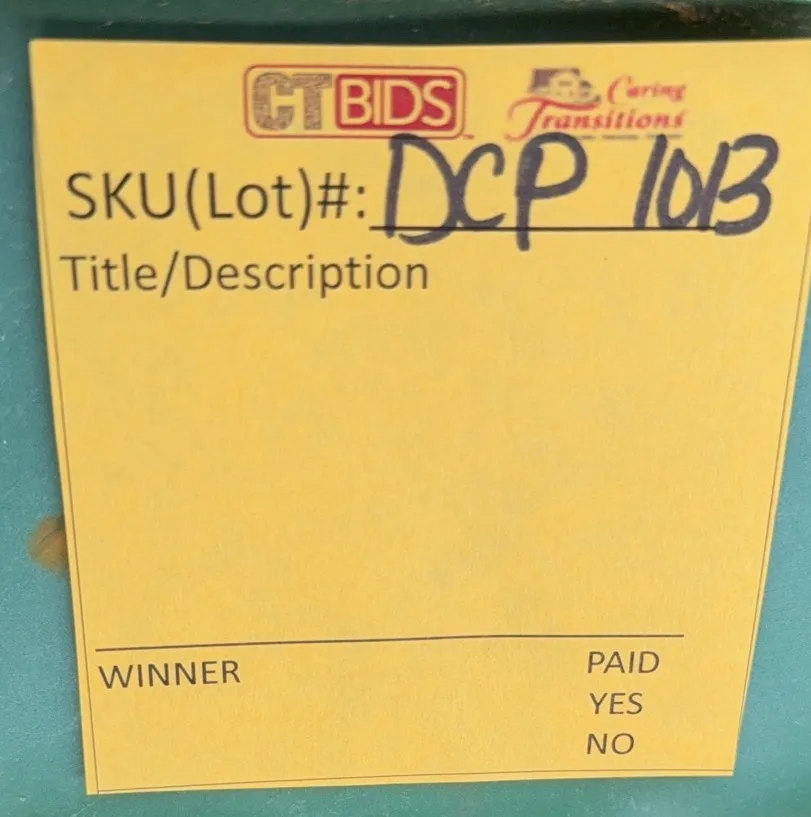 CTBIDS
Caring
Transitions
SKU(Lot)#: DCP 1013
Title/Description
WINNER
PAID
YES
NO